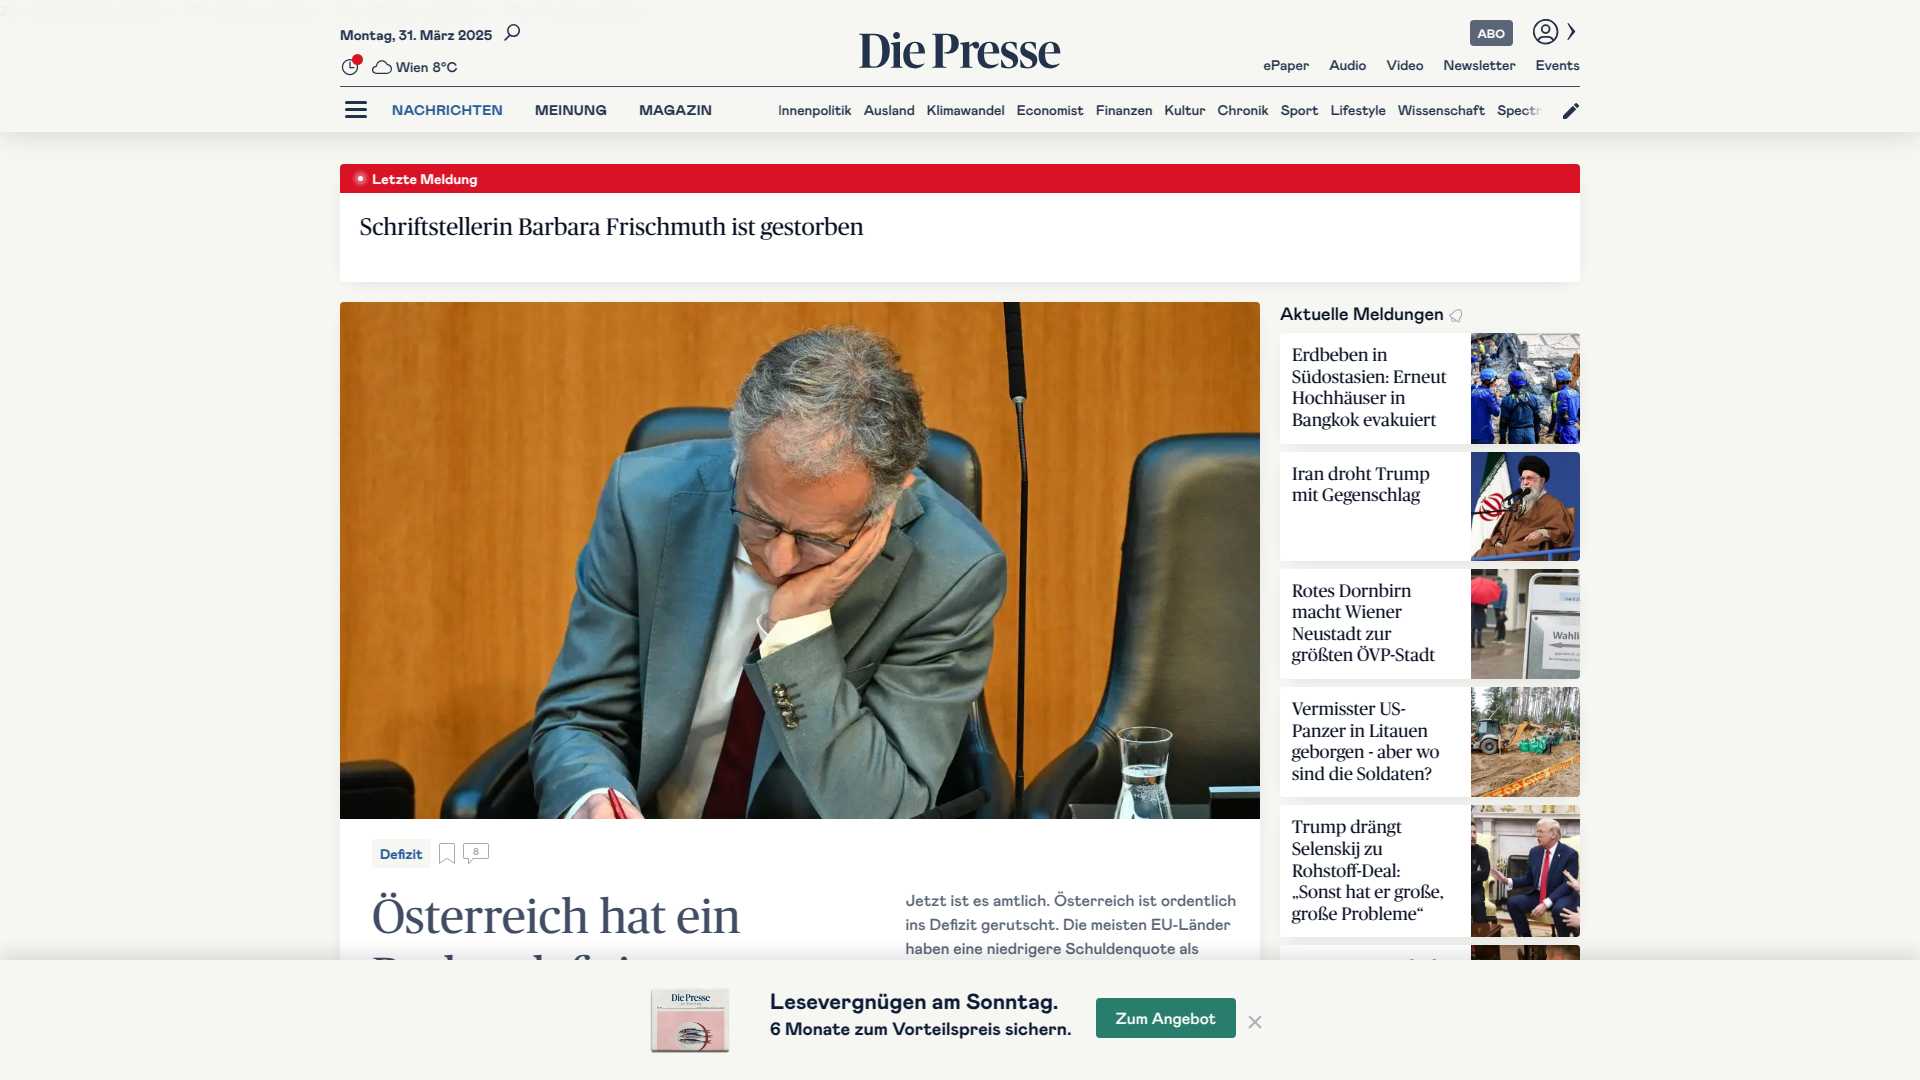 Montag, 31. März 2025
Wien 8°C
Die Presse
ABO
ePaper Audio Video Newsletter Events
NACHRICHTEN MEINUNG MAGAZIN
Innenpolitik Ausland Klimawandel Economist Finanzen Kultur Chronik Sport Lifestyle Wissenschaft Spectr
Letzte Meldung
Schriftstellerin Barbara Frischmuth ist gestorben
Defizit
8
Österreich hat ein
Jetzt ist es amtlich. Österreich ist ordentlich
ins Defizit gerutscht. Die meisten EU-Länder
haben eine niedrigere Schuldenquote als
Aktuelle Meldungen
Erdbeben in
Südostasien: Erneut
Hochhäuser in
Bangkok evakuiert
Iran droht Trump
mit Gegenschlag
Rotes Dornbirn
macht Wiener
Neustadt zur
größten ÖVP-Stadt
Wahl
Vermisster US-
Panzer in Litauen
geborgen - aber wo
sind die Soldaten?
Trump drängt
Selenskij zu
Rohstoff-Deal:
„Sonst hat er große,
große Probleme“
Die Presse
Lesevergnügen am Sonntag.
6 Monate zum Vorteilspreis sichern.
Zum Angebot